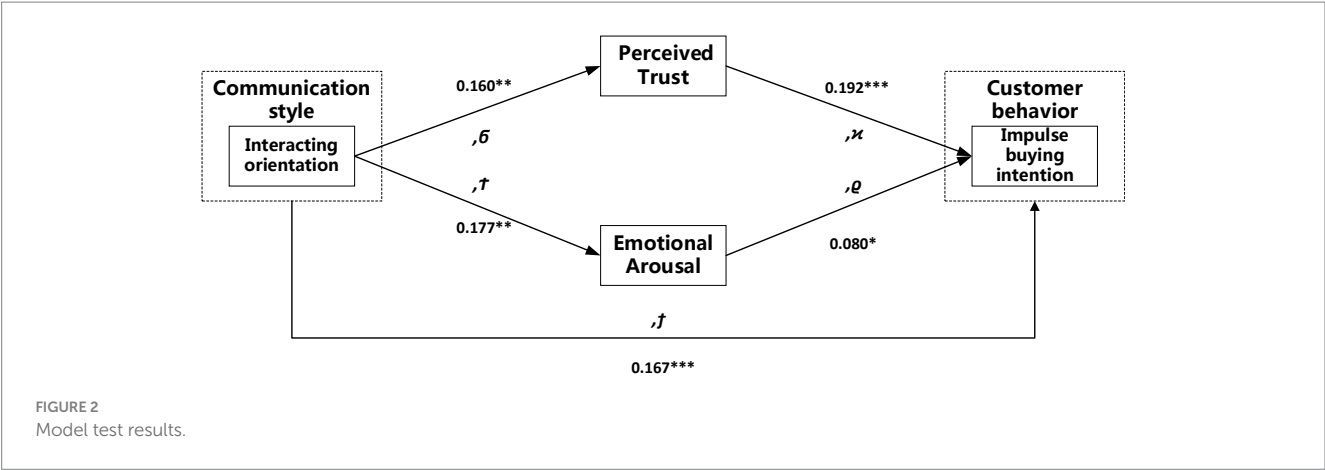 Perceived
Trust
Communication
style
Interacting
orientation
0.160**
0.192***
Customer
behavior
Impulse
buying
intention
0.177**
Emotional
Arousal
0.080*
0.167***
FIGURE 2
Model test results.